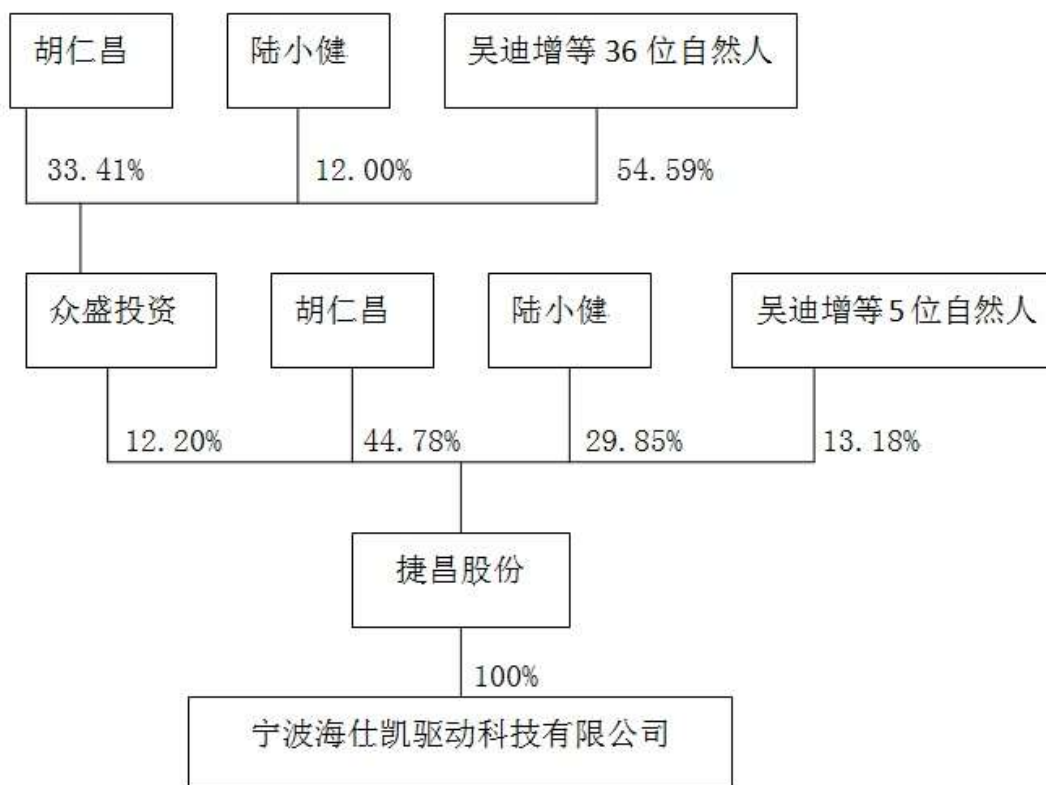 胡仁昌
陆小健
吴迪增等 36 位自然人
33.41%
12.00%
54.59%
众盛投资
胡仁昌
陆小健
吴迪增等 5 位自然人
12.20%
44.78%
29.85%
13.18%
捷昌股份
100%
宁波海仕凯驱动科技有限公司